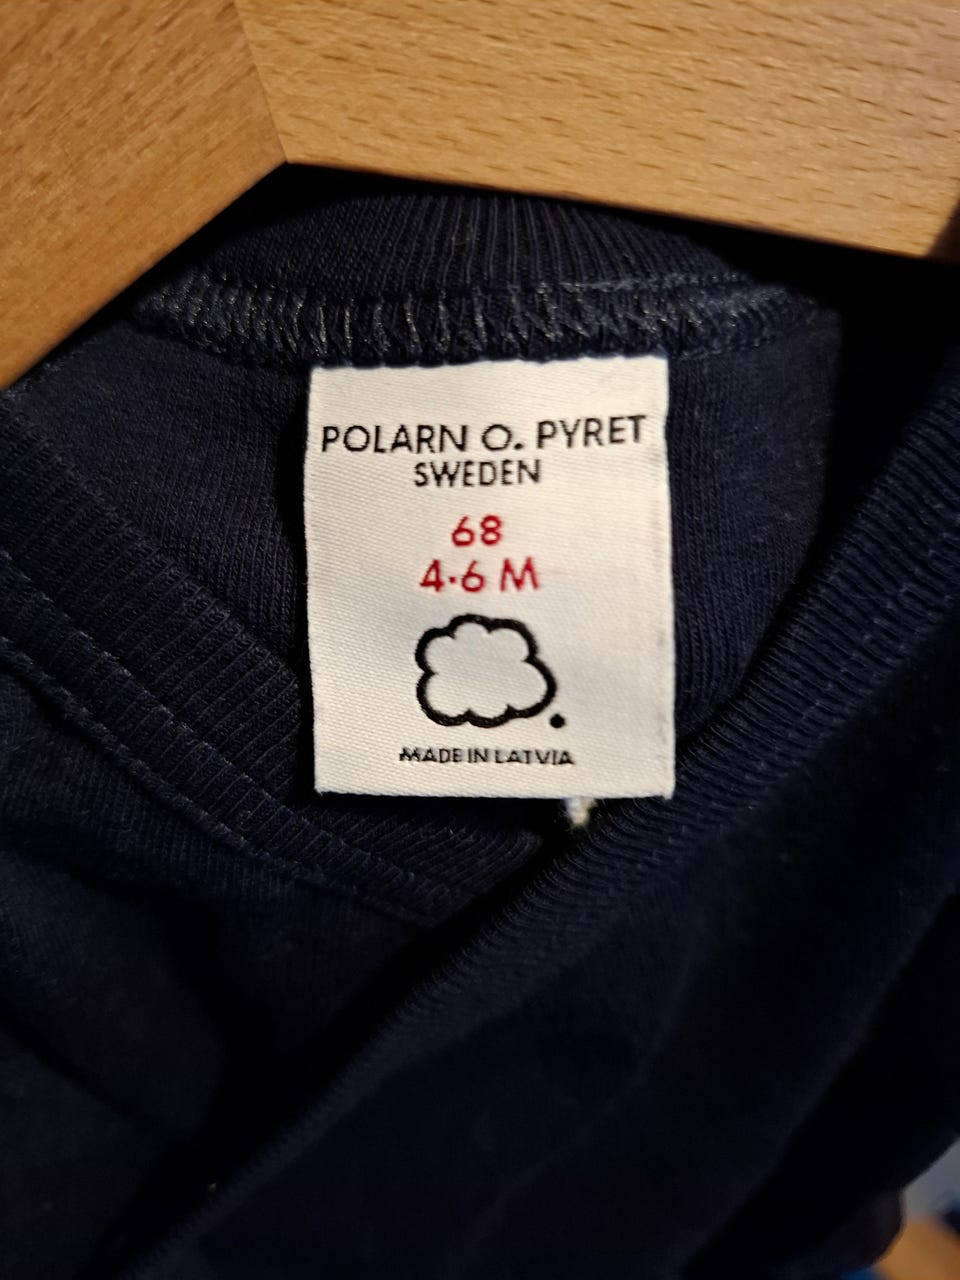 POLARN O. PYRET
SWEDEN
68
4-6 M
MADE IN LATVIA